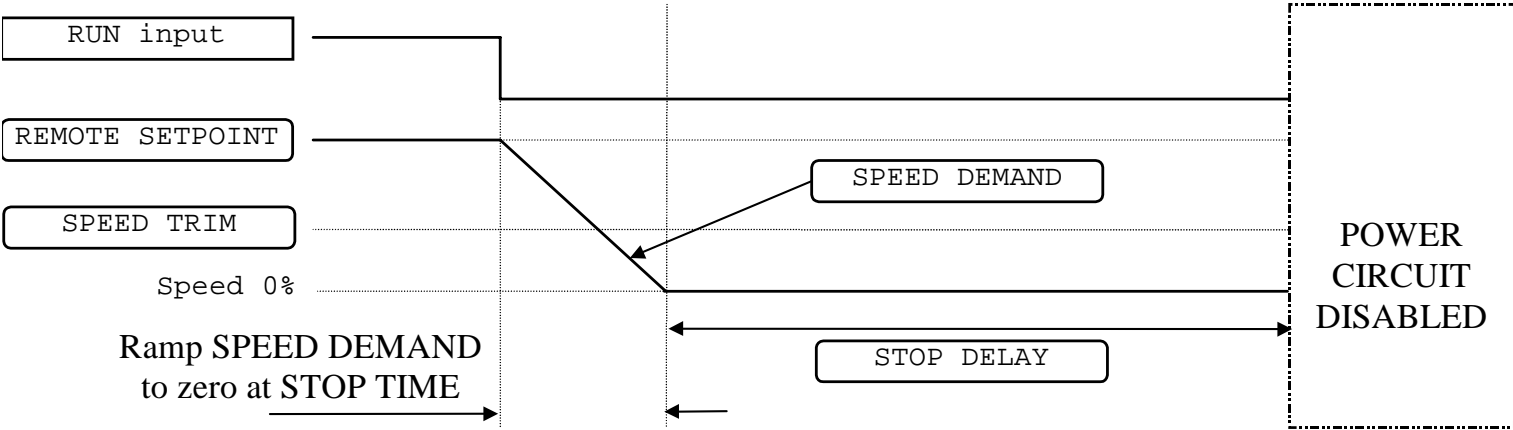 RUN input
REMOTE SETPOINT
SPEED DEMAND
SPEED TRIM
Speed 0%
POWER
CIRCUIT
DISABLED
Ramp SPEED DEMAND
to zero at STOP TIME
STOP DELAY